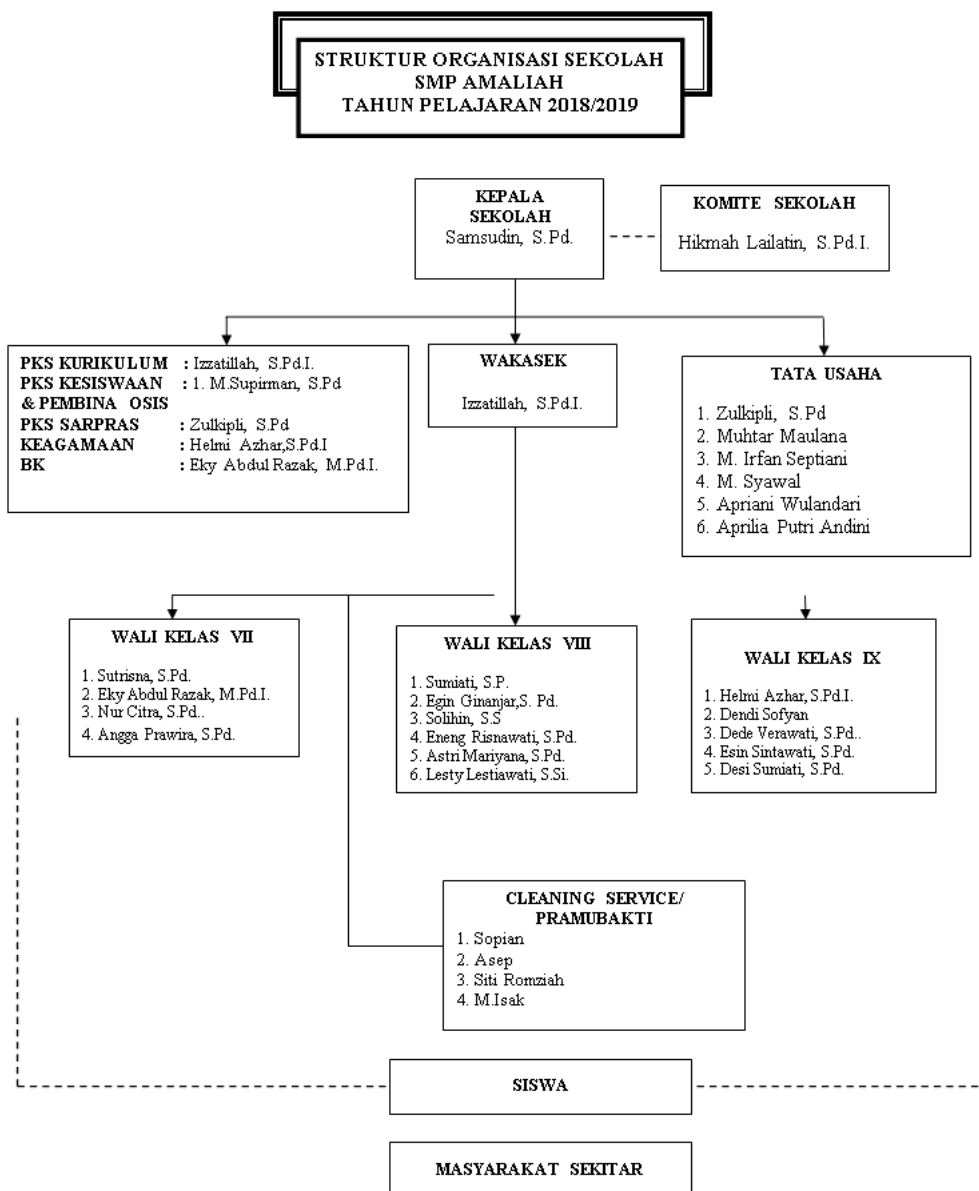 STRUKTUR ORGANISASI SEKOLAH
SMP AMALIAH
TAHUN PELAJARAN 2018/2019
KEPALA
SEKOLAH
Samsudin, S.Pd.
KOMITE SEKOLAH
Hikmah Lailatin, S.Pd.I.
PKS KURIKULUM : Izzatillah, S.Pd.I.
PKS KESISWAAN : 1. M.Supirman, S.Pd
& PEMBINA OSIS
PKS SARPRAS : Zulkipli, S.Pd
KEAGAMAAN : Helmi Azhar,S.Pd.I
BK : Eky Abdul Razak, M.Pd.I.
WAKASEK
Izzatillah, S.Pd.I.
TATA USAHA
1. Zulkipli, S.Pd
2. Muhtar Maulana
3. M. Irfan Septiani
4. M. Syawal
5. Apriani Wulandari
6. Aprilia Putri Andini
WALI KELAS VII
1. Sutrisna, S.Pd.
2. Eky Abdul Razak, M.Pd.I.
3. Nur Citra, S.Pd..
4. Angga Prawira, S.Pd.
WALI KELAS VIII
1. Sumiati, S.P.
2. Egin Ginanjar,S. Pd.
3. Solihin, S.S
4. Eneng Risnawati, S.Pd.
5. Astri Mariyana, S.Pd.
6. Lesty Lestiawati, S.Si.
WALI KELAS IX
1. Helmi Azhar, S.Pd.I.
2. Dendi Sofyan
3. Dede Verawati, S.Pd..
4. Esin Sintawati, S.Pd.
5. Desi Sumiati, S.Pd.
CLEANING SERVICE/
PRAMUBAKTI
1. Sopian
2. Asep
3. Siti Romziah
4. M.Isak
SISWA
MASYARAKAT SEKITAR